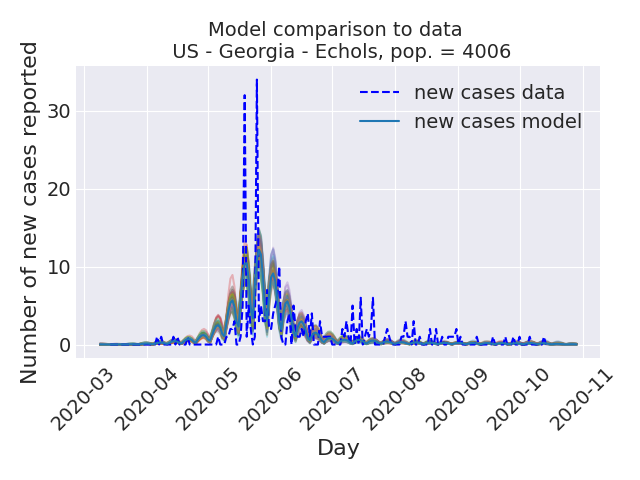 Model comparison to data
US - Georgia - Echols, pop. = 4006
Number of new cases reported
30
20
10
0
new cases data
new cases model
2020-03
2020-04
2020-05
2020-06
2020-07
2020-08
2020-09
2020-10
2020-11
Day